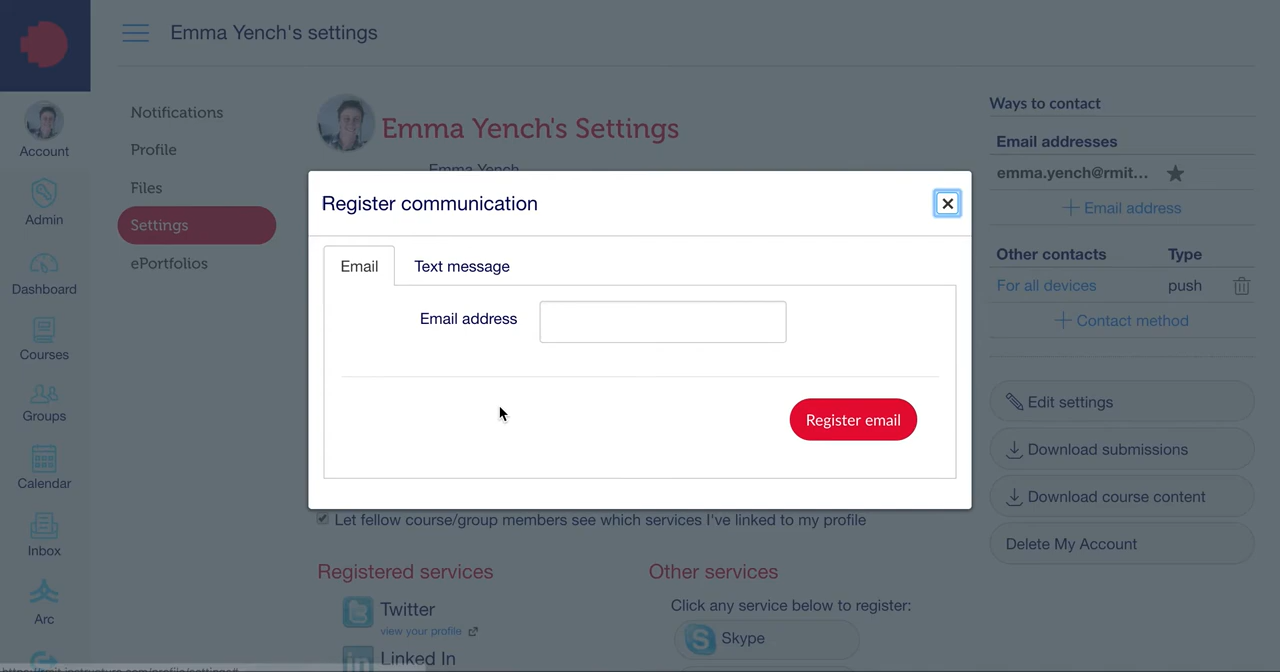 Emma Yench's settings
Account
Admin
Dashboard
Courses
Groups
Calendar
Inbox
Arc
Notifications
Profile
Files
Settings
ePortfolios
Emma Yench's Settings
Emma Yench
Register communication
Email
Text message
Email address
Register email
Let fellow course/group members see which services I've linked to my profile
Registered services
Twitter
view your profile
Linked In
Other services
Click any service below to register:
Skype
Ways to contact
Email addresses
emma.yench@rmit...
Email address
Other contacts Type
For all devices push
Contact method
Edit settings
Download submissions
Download course content
Delete My Account